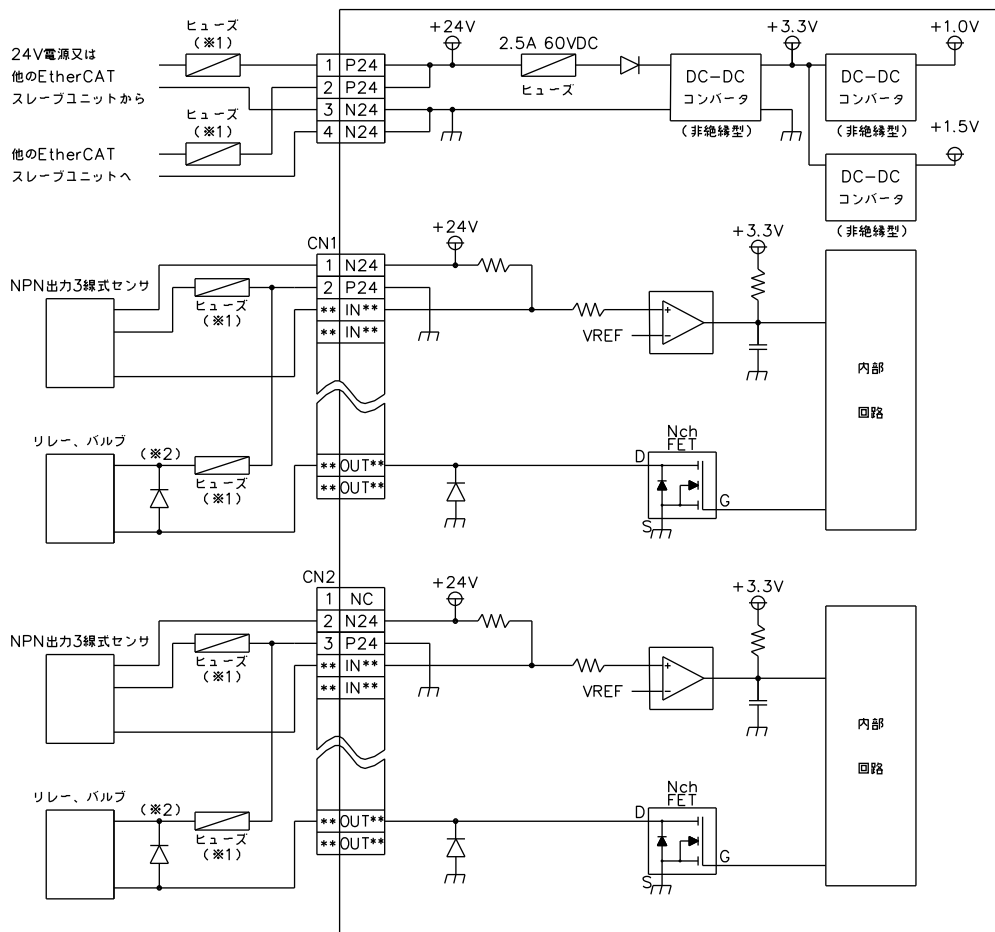 24V電源又は
他のEtherCAT
スレーブユニットから
ヒューズ
(※1)
ヒューズ
(※1)
他のEtherCAT
スレーブユニットへ
1 P24
2 P24
3 N24
4 N24
+24V
2.5A 60VDC
ヒューズ
DC-DC
コンバータ
(非絶縁型)
+3.3V
DC-DC
コンバータ
(非絶縁型)
+1.0V
+1.5V
DC-DC
コンバータ
(非絶縁型)
NPN出力3線式センサ
ヒューズ
(※1)
CN1
1 N24
2 P24
** IN**
** IN**
+24V
VREF
+
-
+3.3V
内部
回路
リレー、バルブ
(※2)
ヒューズ
(※1)
** OUT**
** OUT**
Nch
FET
D
G
S
NPN出力3線式センサ
ヒューズ
(※1)
CN2
1 NC
2 N24
3 P24
** IN**
** IN**
+24V
VREF
+
-
+3.3V
内部
回路
リレー、バルブ
(※2)
ヒューズ
(※1)
** OUT**
** OUT**
Nch
FET
D
G
S